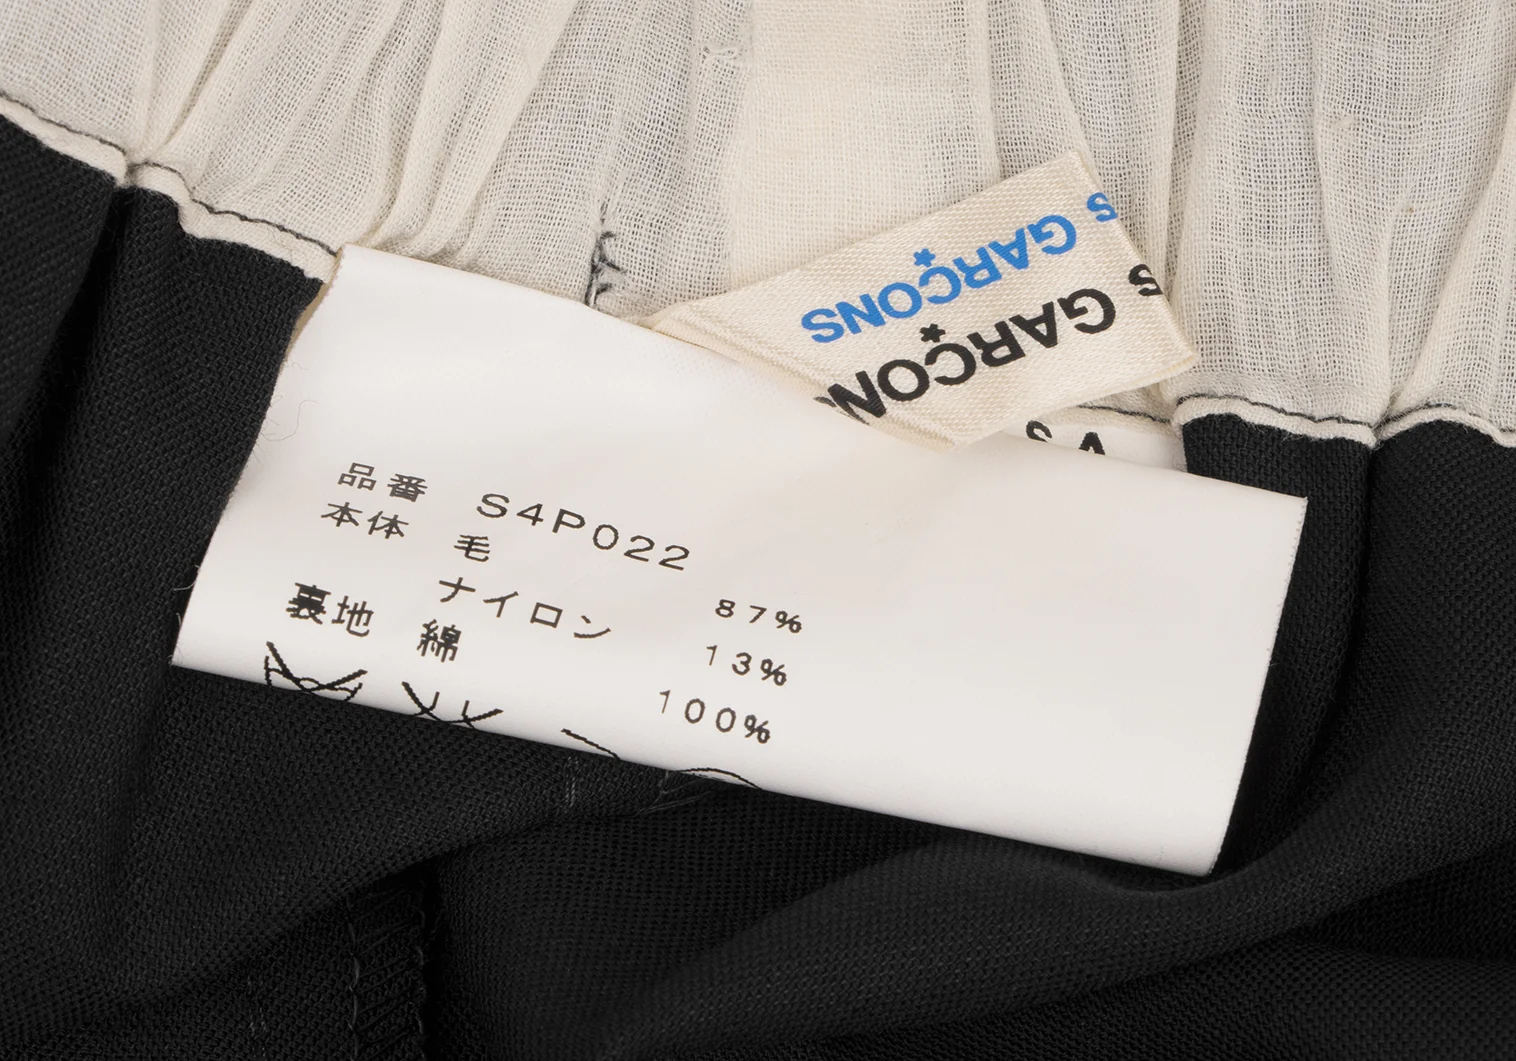 S GARÇONS
S GARÇON
S
品番 S4P022
本体 毛 87%
ナイロン 13%
裏地 綿 100%